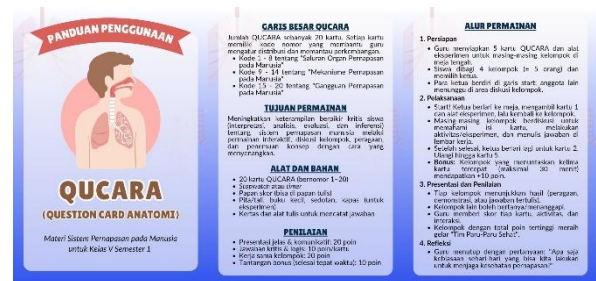 PANDUAN PENGGUNAAN
QUCARA
(QUESTION CARD ANATOMI)
Materi Sistem Pernapasan pada Manusia
untuk Kelas V Semester 1
GARIS BESAR QUCARA
Jumlah QUCARA sebanyak 20 kartu. Setiap kartu
memiliki kode nomor yang membantu guru
mengatur distribusi dan memantau perkembangan.
• Kode 1 - 8 tentang "Saluran Organ Pernapasan
pada Manusia"
• Kode 9 - 14 tentang "Mekanisme Pernapasan
pada Manusia"
• Kode 15 - 20 tentang "Gangguan Pernapasan
pada Manusia"
TUJUAN PERMAINAN
Meningkatkan keterampilan berpikir kritis siswa
(interpretasi, analisis, evaluasi, dan inferensi)
tentang sistem pernapasan manusia melalui
permainan interaktif, diskusi kelompok, peragaan,
dan penemuan konsep dengan cara yang
menyenangkan.
ALAT DAN BAHAN
• 20 kartu QUCARA (bernomor 1-20)
• Stopwatch atau timer
• Papan skor (bisa di papan tulis)
• Pita/tali, buku kecil, sedotan, kapas (untuk
eksperimen)
• Kertas dan alat tulis untuk mencatat jawaban
PENILAIAN
• Presentasi jelas & komunikatif: 20 poin
• Jawaban kritis & logis: 10 poin/kartu
• Kerja sama kelompok: 20 poin
• Tantangan bonus (selesai tepat waktu): 10 poin
ALUR PERMAINAN
1. Persiapan
• Guru menyiapkan 5 kartu QUCARA dan alat
eksperimen untuk masing-masing kelompok di
meja tengah.
• Siswa dibagi 4 kelompok (± 5 orang) dan
memilih ketua.
• Para ketua berdiri di garis start; anggota lain
menunggu di area diskusi kelompok.
2. Pelaksanaan
• Start! Ketua berlari ke meja, mengambil kartu 1
dan alat eksperimen, lalu kembali ke kelompok.
• Masing-masing kelompok berdiskusi untuk
memahami isi kartu, melakukan
aktivitas/eksperimen, dan menulis jawaban di
lembar kerja.
• Setelah selesai, ketua berlari lagi untuk kartu 2.
Ulangi hingga kartu 5.
• Bonus: Kelompok yang menuntaskan kelima
kartu tercepat (maksimal 30 menit)
mendapatkan +10 poin.
3. Presentasi dan Penilaian
• Tiap kelompok menunjukkan hasil (peragaan,
demonstrasi, atau jawaban tertulis).
• Kelompok lain boleh bertanya/menanggapi.
• Guru memberi skor tiap kartu, aktivitas, dan
interaksi.
• Kelompok dengan total poin tertinggi meraih
gelar "Tim Paru-Paru Sehat".
4. Refleksi
• Guru menutup dengan pertanyaan: "Apa saja
kebiasaan sehari-hari yang bisa kita lakukan
untuk menjaga kesehatan pernapasan?"